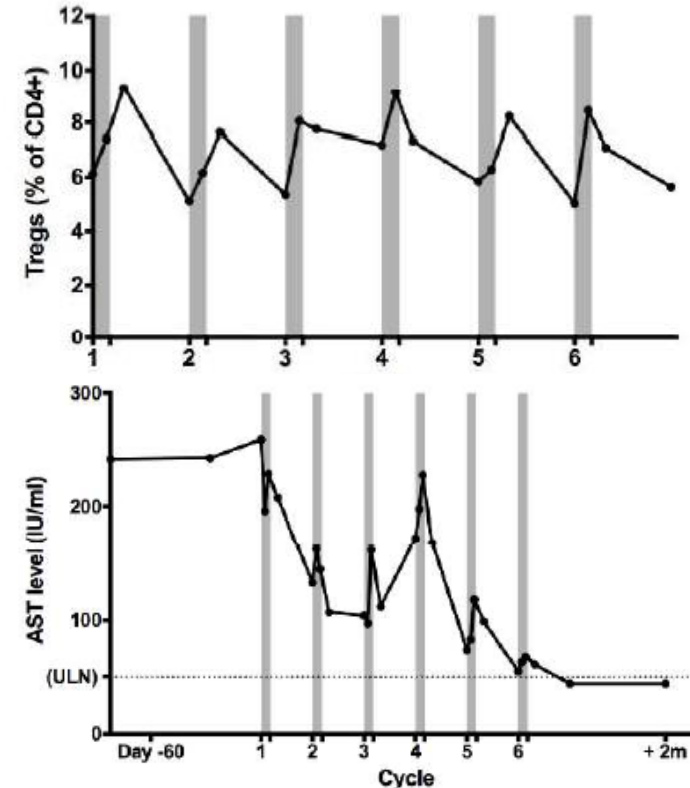 12
10
8
6
4
2
0
Tregs (% of CD4+)
1 2 3 4 5 6
300
200
100
(ULN)
0
AST level (IU/ml)
Day -60 1 2 3 4 5 6 + 2m
Cycle